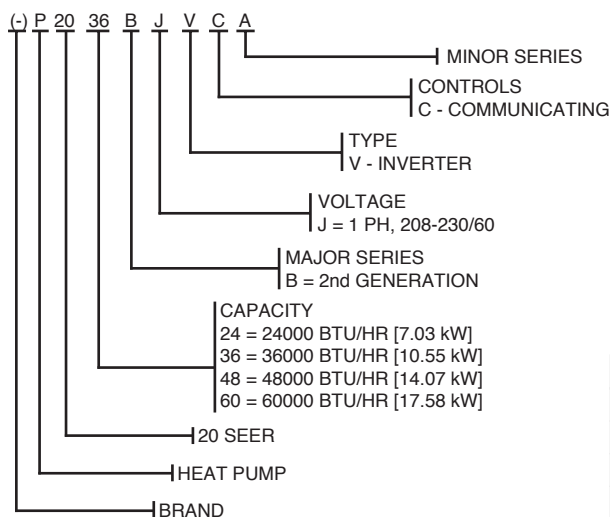 (-) P 20 36 B J V C A
MINOR SERIES
CONTROLS
C - COMMUNICATING
TYPE
V - INVERTER
VOLTAGE
J = 1 PH, 208-230/60
MAJOR SERIES
B = 2nd GENERATION
CAPACITY
24 = 24000 BTU/HR [7.03 kW]
36 = 36000 BTU/HR [10.55 kW]
48 = 48000 BTU/HR [14.07 kW]
60 = 60000 BTU/HR [17.58 kW]
20 SEER
HEAT PUMP
BRAND